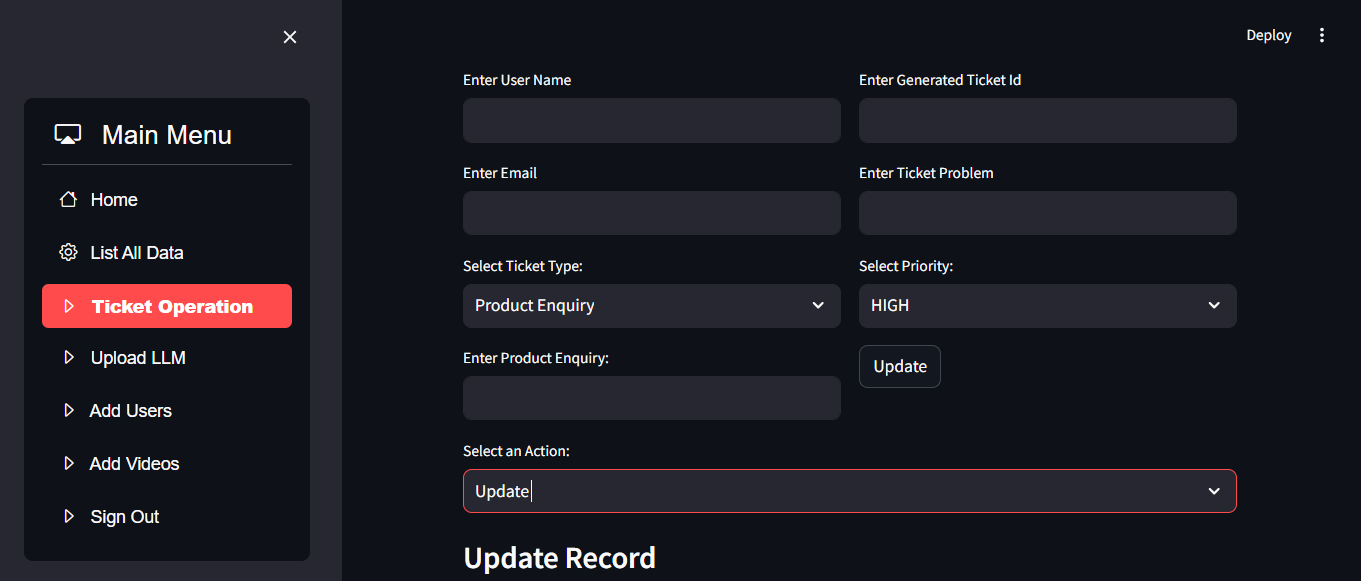 Deploy
Main Menu
Home
List All Data
Ticket Operation
Upload LLM
Add Users
Add Videos
Sign Out
Enter User Name
Enter Generated Ticket Id
Enter Email
Enter Ticket Problem
Select Ticket Type:
Select Priority:
Product Enquiry
HIGH
Enter Product Enquiry:
Update
Select an Action:
Update
Update Record